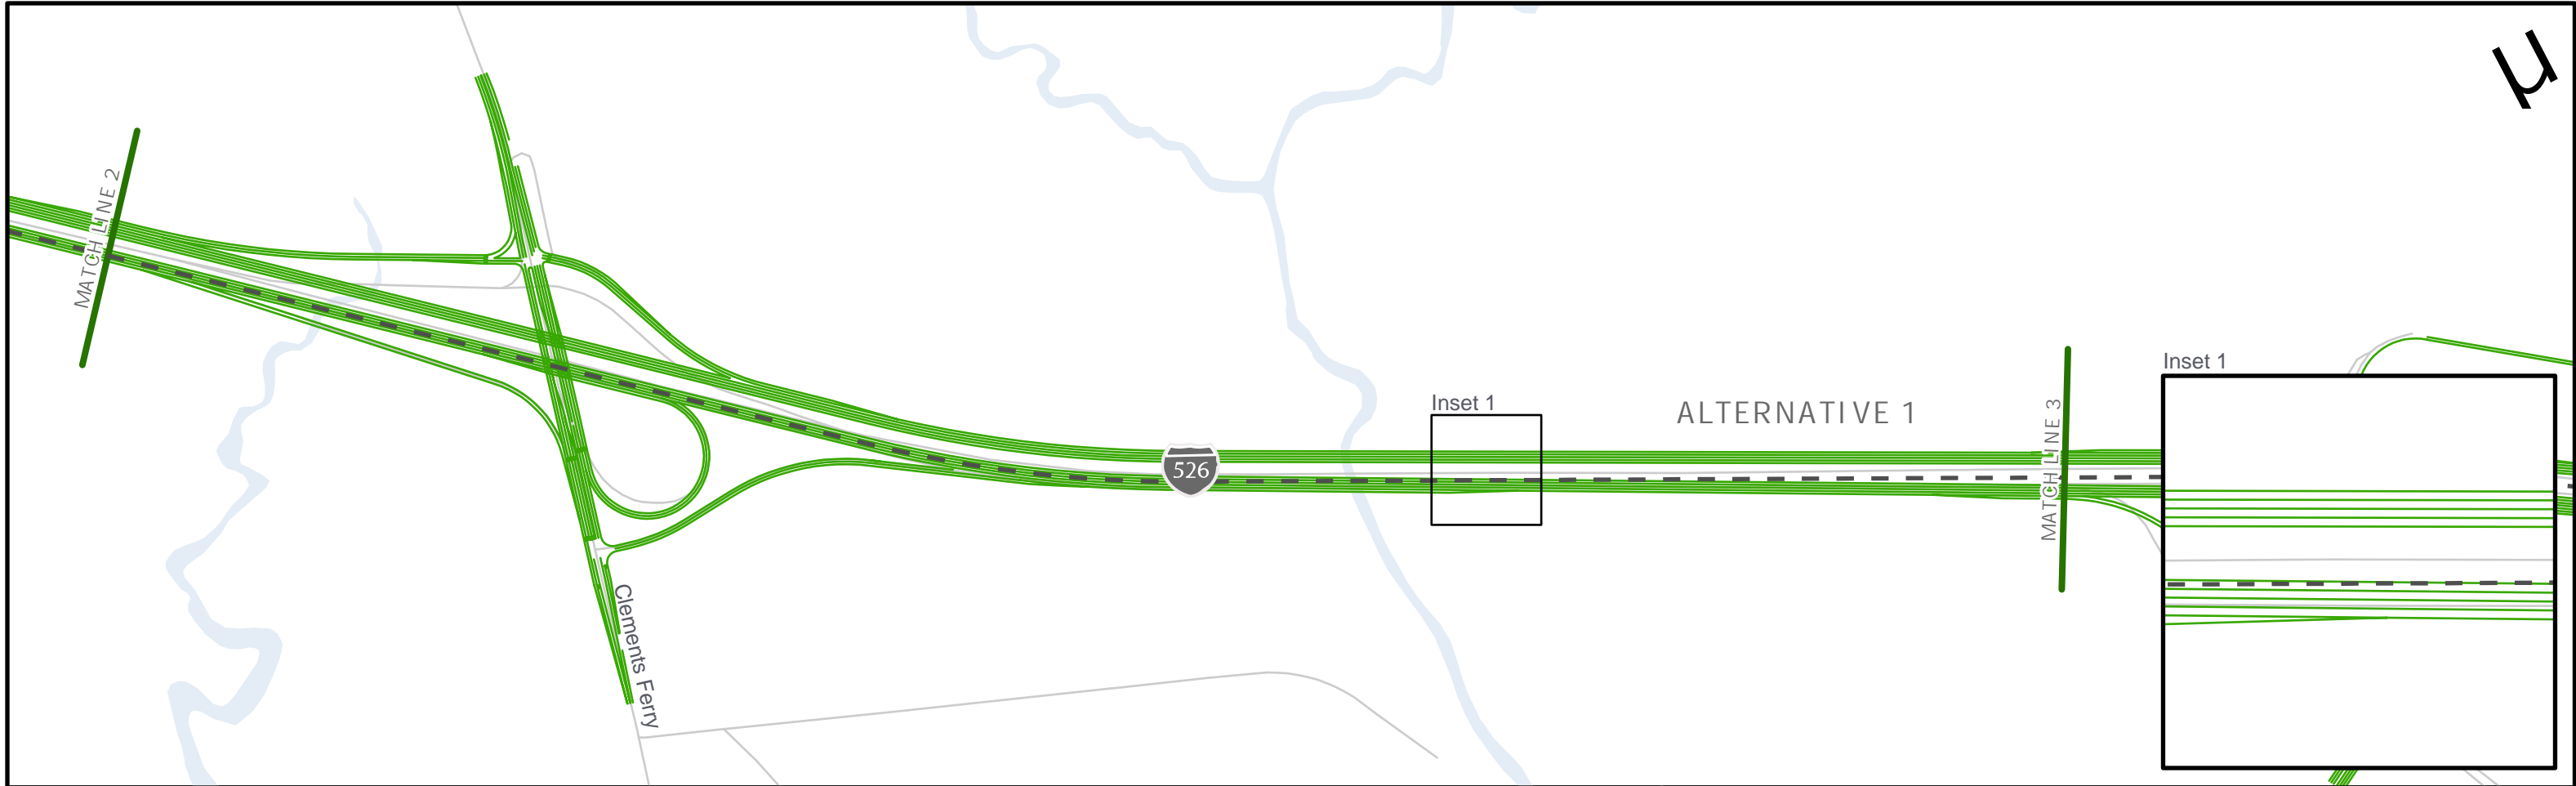 µ
MATCH LINE 2
Inset 1
Inset 1
ALTERNATIVE 1
MATCH LINE 3
526
Clements Ferry